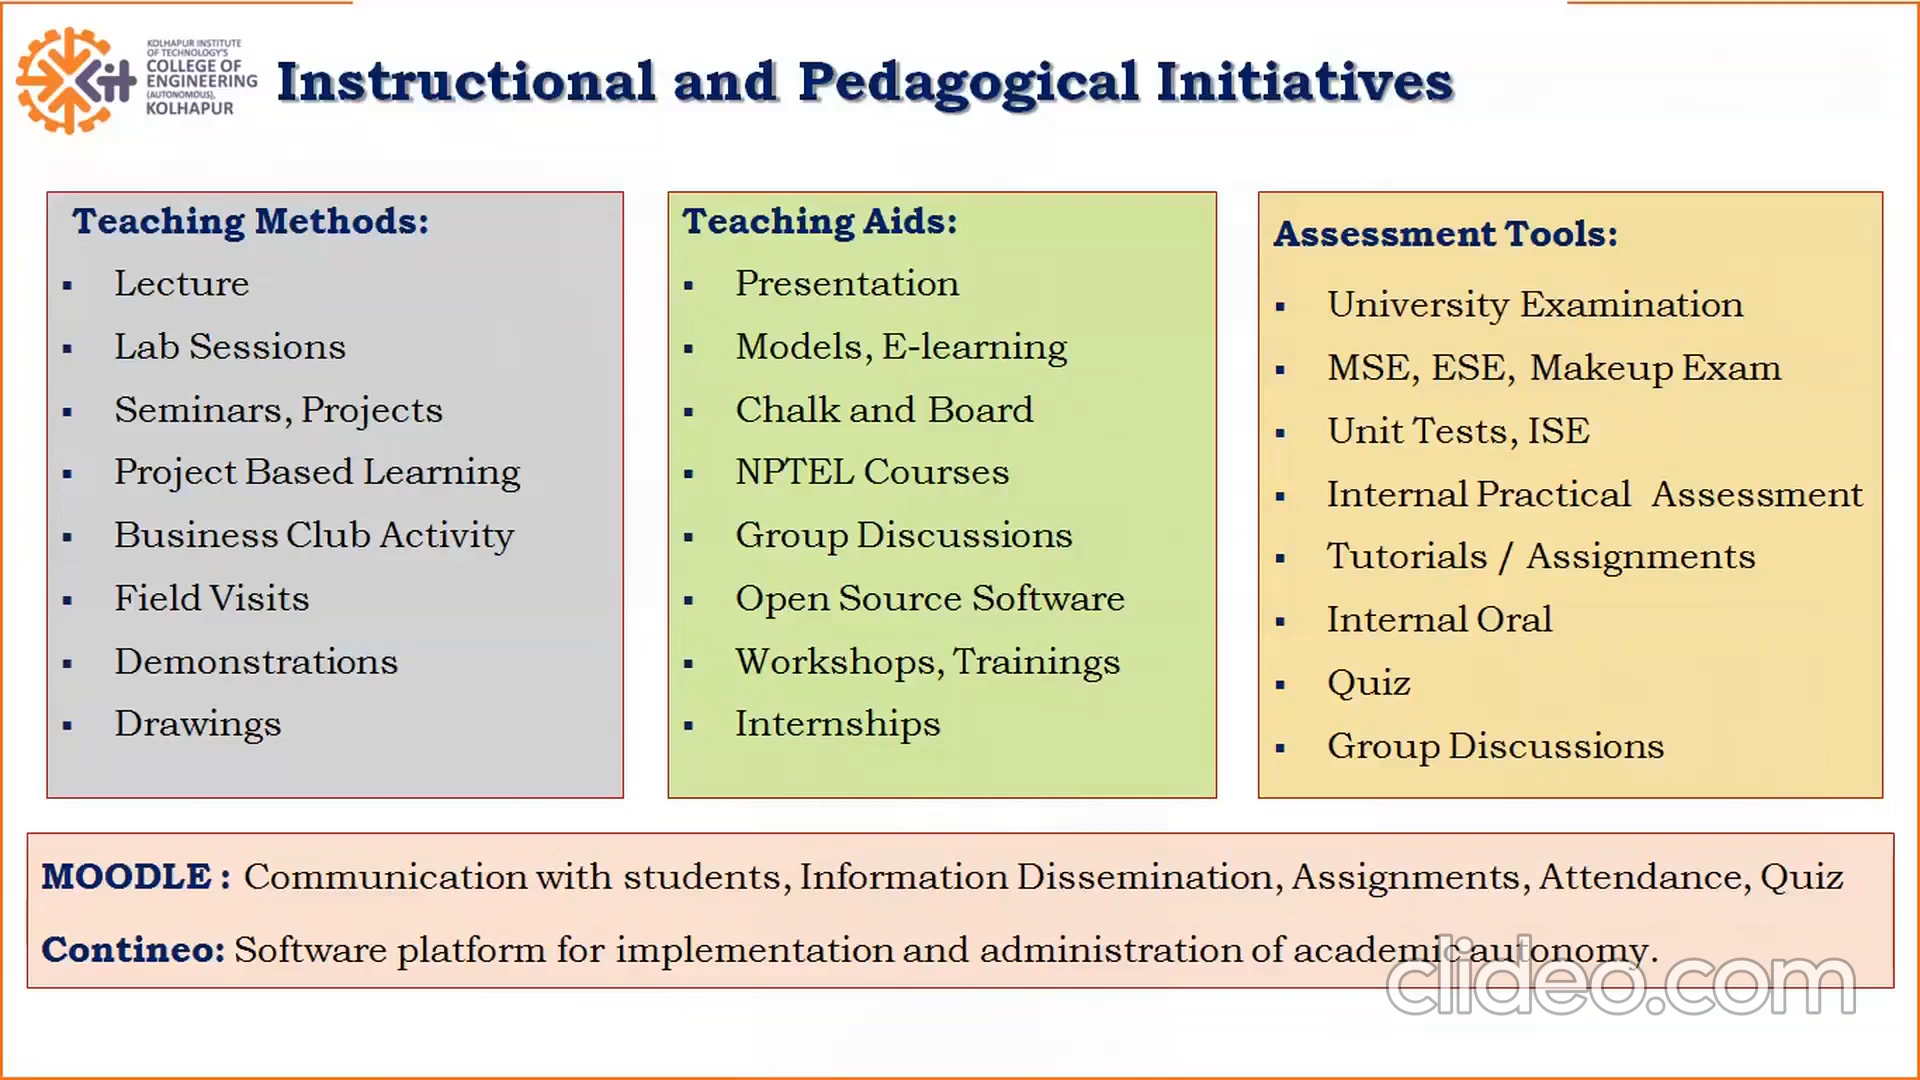 KOLHAPUR INSTITUTE
OF TECHNOLOGY'S
COLLEGE OF
ENGINEERING
(AUTONOMOUS),
KOLHAPUR
kit
Instructional and Pedagogical Initiatives
Teaching Methods:
▪ Lecture
▪ Lab Sessions
▪ Seminars, Projects
▪ Project Based Learning
▪ Business Club Activity
▪ Field Visits
▪ Demonstrations
▪ Drawings
Teaching Aids:
▪ Presentation
▪ Models, E-learning
▪ Chalk and Board
▪ NPTEL Courses
▪ Group Discussions
▪ Open Source Software
▪ Workshops, Trainings
▪ Internships
Assessment Tools:
▪ University Examination
▪ MSE, ESE, Makeup Exam
▪ Unit Tests, ISE
▪ Internal Practical Assessment
▪ Tutorials / Assignments
▪ Internal Oral
▪ Quiz
▪ Group Discussions
MOODLE : Communication with students, Information Dissemination, Assignments, Attendance, Quiz
Contineo: Software platform for implementation and administration of academic autonomy.
clideo.com